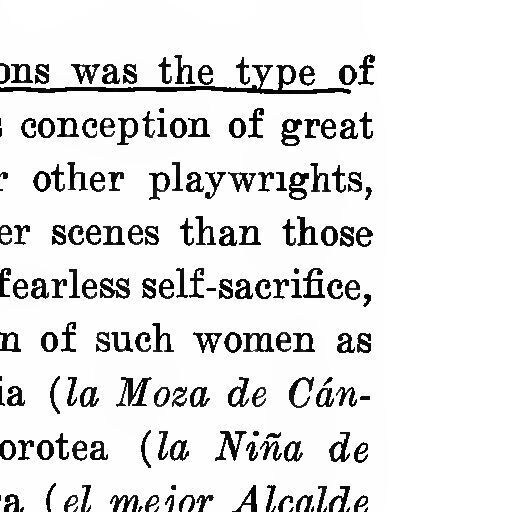 ons was the type of
conception of great
r other playwrights,
er scenes than those
fearless self-sacrifice,
n of such women as
ia (la Moza de Cán-
orotea (la Niña de
a (el mejor Alcalde